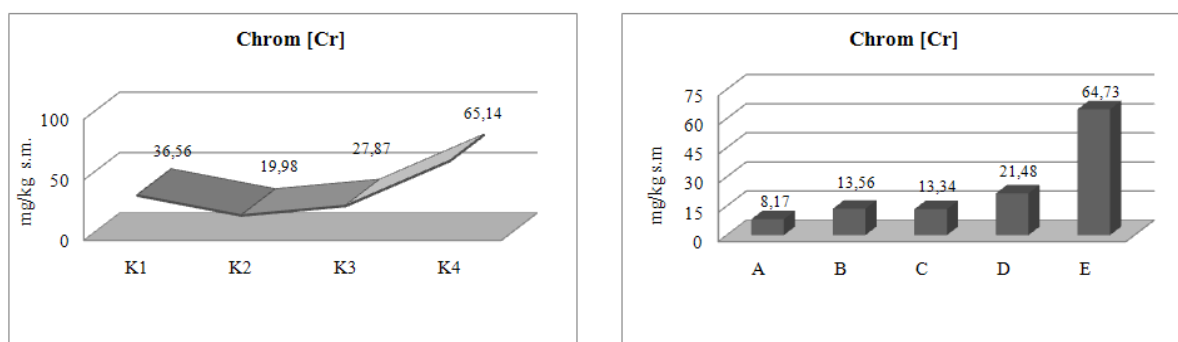 Chrom [Cr]
mg/kg s.m.
100
50
0
36,56
19,98
27,87
65,14
K1
K2
K3
K4
Chrom [Cr]
mg/kg s.m
75
60
45
30
15
0
8,17
13,56
13,34
21,48
64,73
A
B
C
D
E